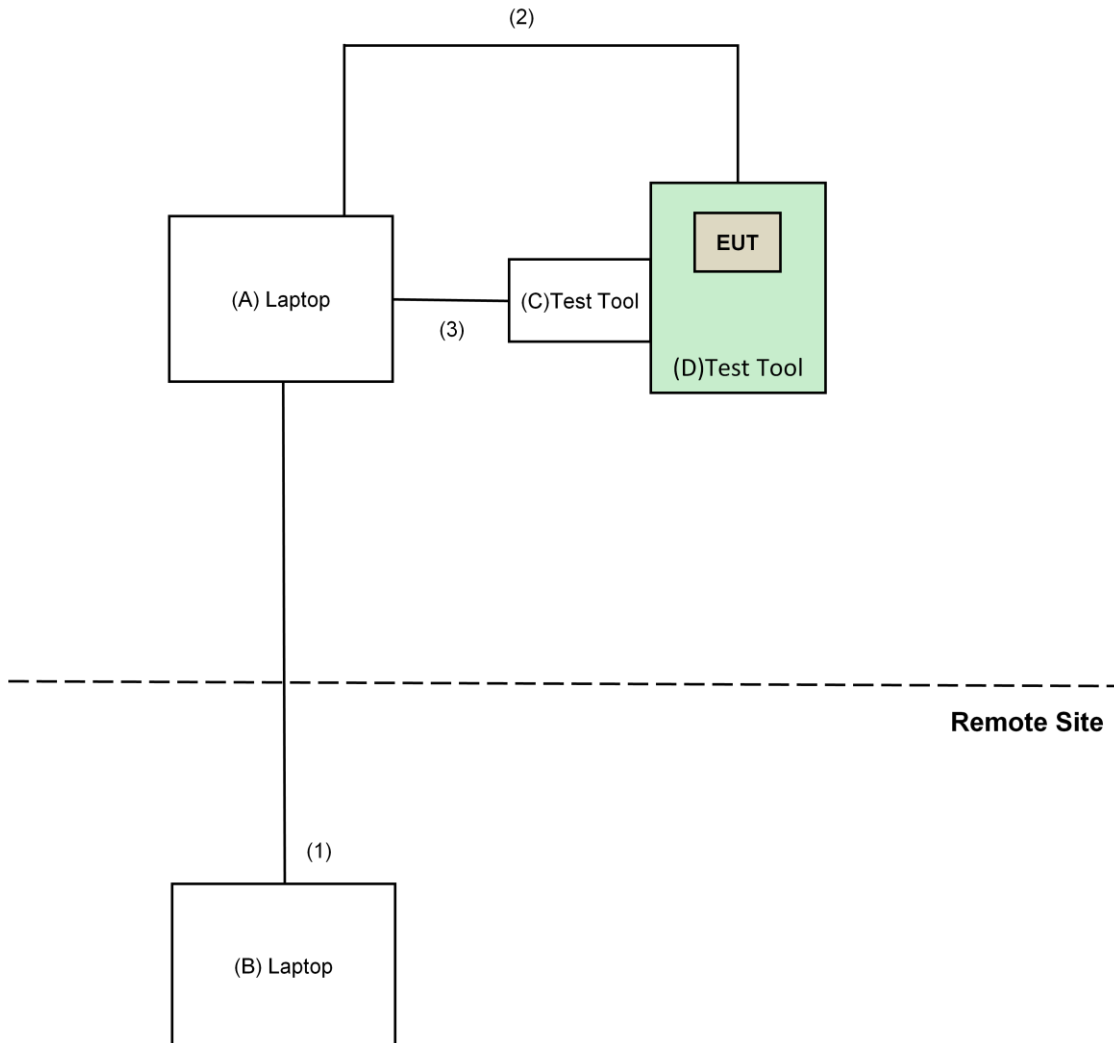 (2)
EUT
(A) Laptop
(C)Test Tool
(3)
(D)Test Tool
Remote Site
(1)
(B) Laptop